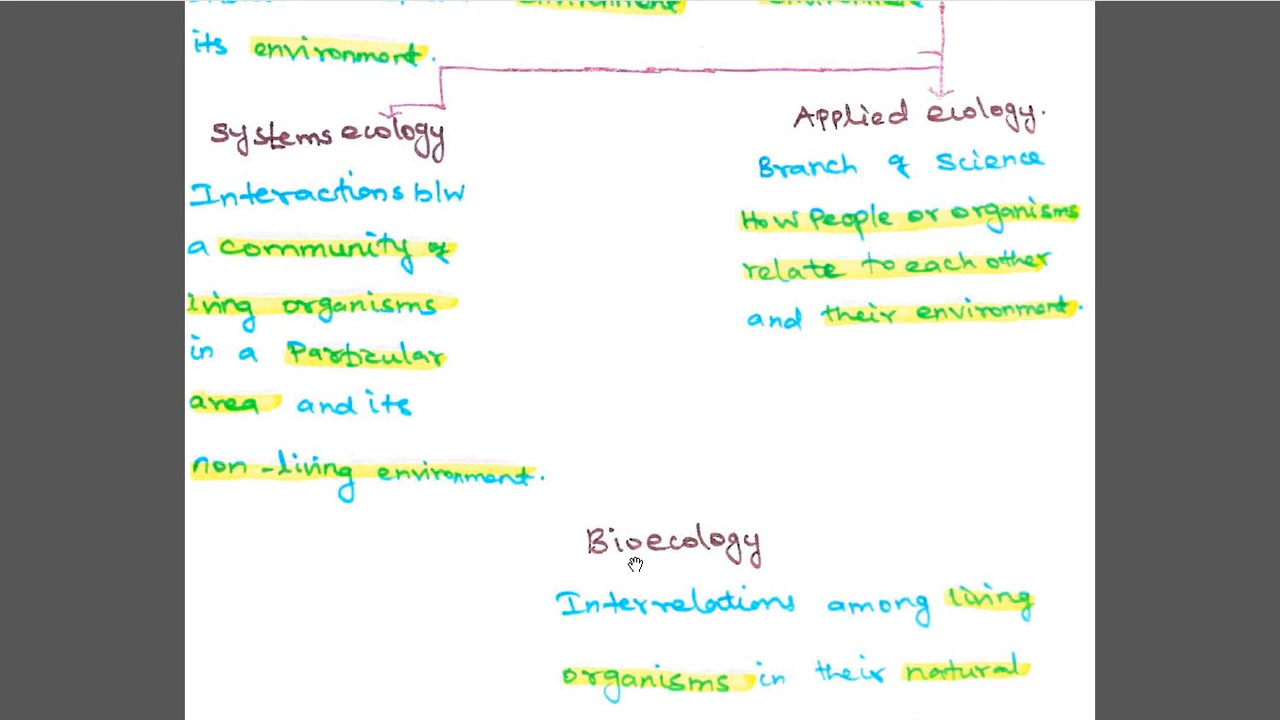 environment environment
its environment.
Systems ecology
Interactions b/w
a community of
living organisms
in a Particular
area and its
non-living environment.
Applied ecology.
Branch of Science
How People or organisms
relate to each other
and their environment.
Bioecology
Interrelations among living
organisms in their natural